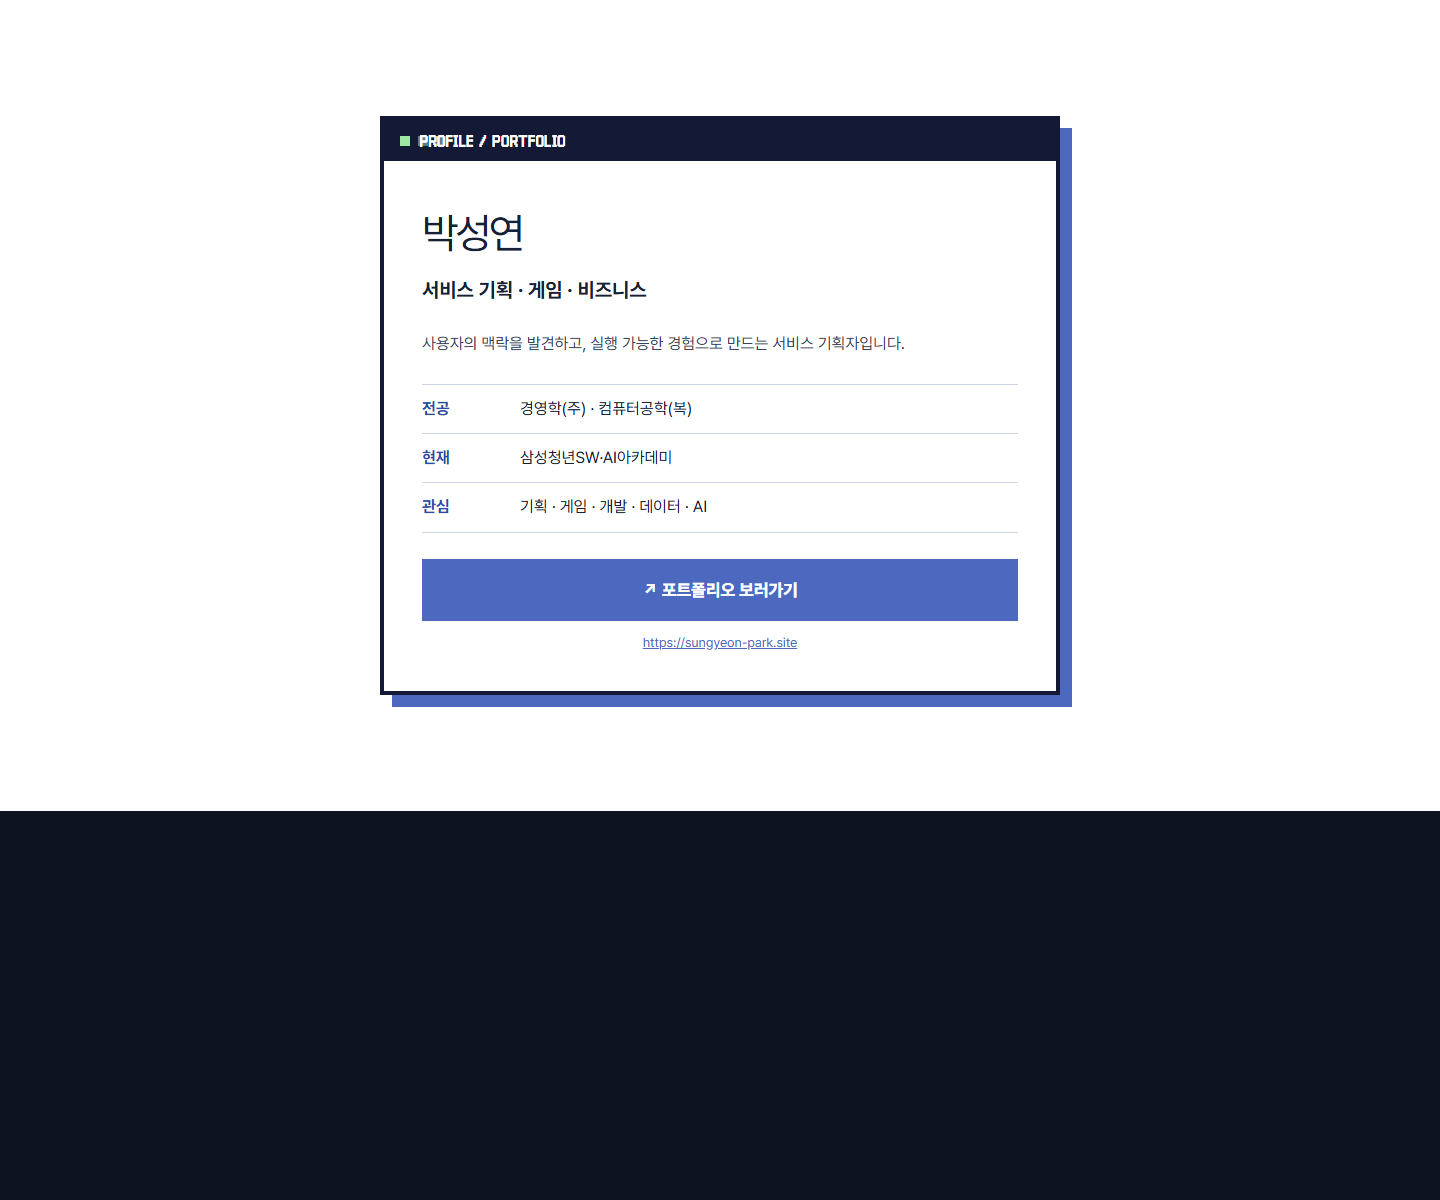 PROFILE / PORTFOLIO
박성연
서비스 기획 · 게임 · 비즈니스
사용자의 맥락을 발견하고, 실행 가능한 경험으로 만드는 서비스 기획자입니다.
전공 경영학(주) · 컴퓨터공학(복)
현재 삼성청년SW·AI아카데미
관심 기획 · 게임 · 개발 · 데이터 · AI
↗ 포트폴리오 보러가기
https://sungyeon-park.site